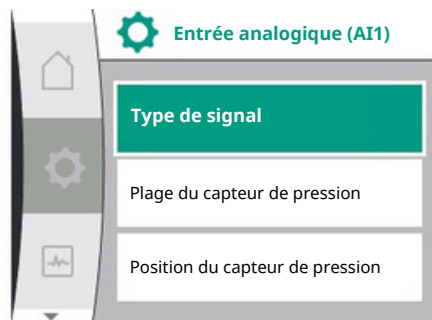 Entrée analogique (AI1)
Type de signal
Plage du capteur de pression
Position du capteur de pression